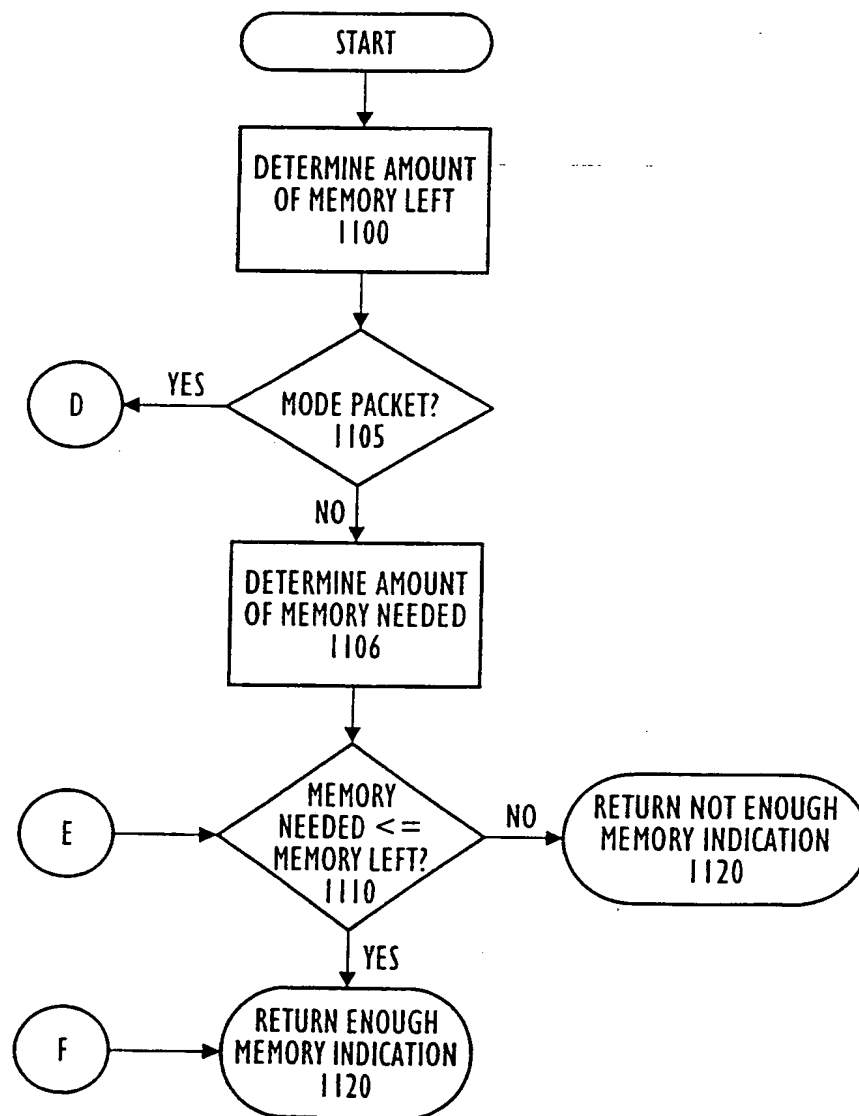 START
DETERMINE AMOUNT
OF MEMORY LEFT
1100
YES
D
MODE PACKET?
1105
NO
DETERMINE AMOUNT
OF MEMORY NEEDED
1106
E
MEMORY
NEEDED <=
MEMORY LEFT?
1110
NO
RETURN NOT ENOUGH
MEMORY INDICATION
1120
YES
F
RETURN ENOUGH
MEMORY INDICATION
1120